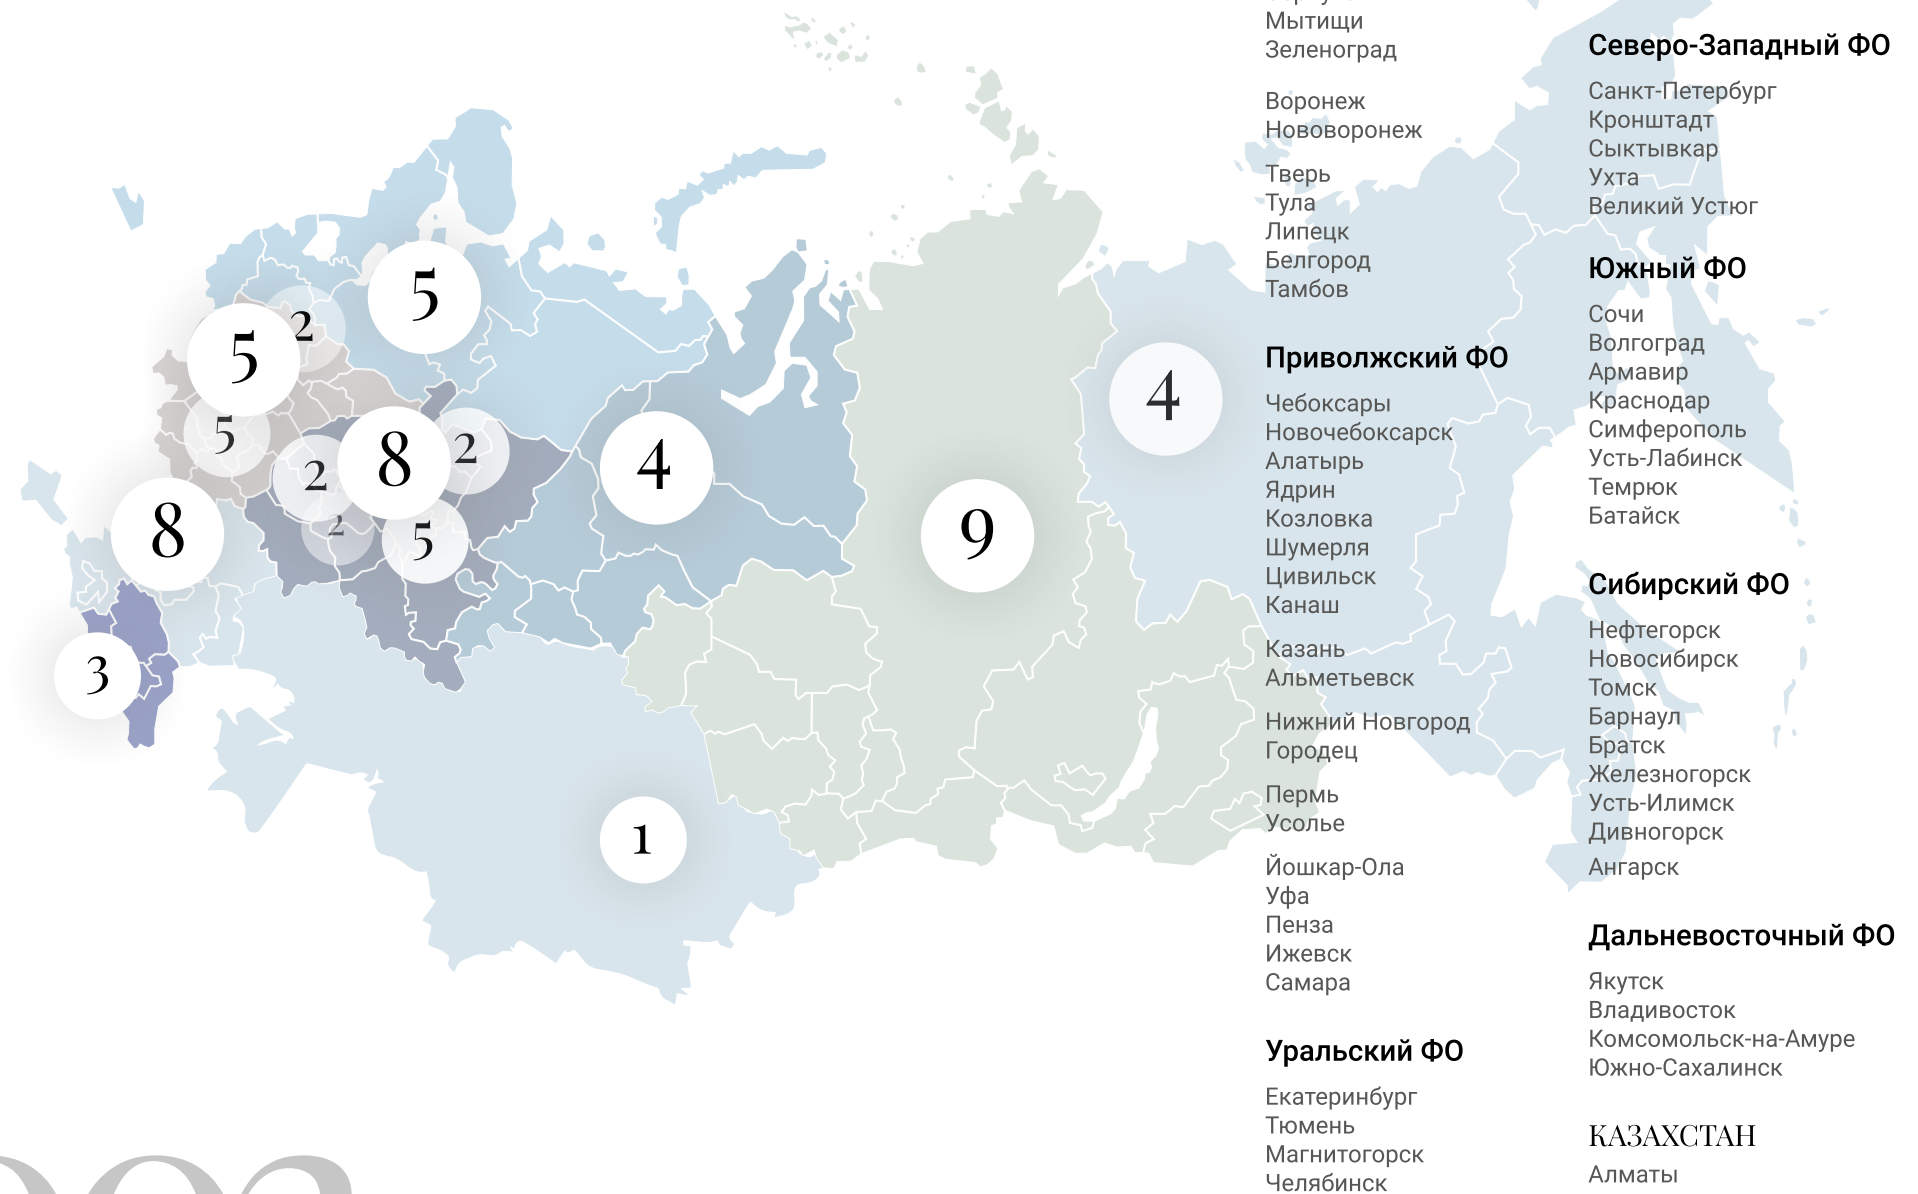 Мытищи
Зеленоград
Воронеж
Нововоронеж
Тверь
Тула
Липецк
Белгород
Тамбов
Приволжский ФО
Чебоксары
Новочебоксарск
Алатырь
Ядрин
Козловка
Шумерля
Цивильск
Канаш
Казань
Альметьевск
Нижний Новгород
Городец
Пермь
Усолье
Йошкар-Ола
Уфа
Пенза
Ижевск
Самара
Уральский ФО
Екатеринбург
Тюмень
Магнитогорск
Челябинск
Северо-Западный ФО
Санкт-Петербург
Кронштадт
Сыктывкар
Ухта
Великий Устюг
Южный ФО
Сочи
Волгоград
Армавир
Краснодар
Симферополь
Усть-Лабинск
Темрюк
Батайск
Сибирский ФО
Нефтегорск
Новосибирск
Томск
Барнаул
Братск
Железногорск
Усть-Илимск
Дивногорск
Ангарск
Дальневосточный ФО
Якутск
Владивосток
Комсомольск-на-Амуре
Южно-Сахалинск
КАЗАХСТАН
Алматы
5
2
5
4
5
8
2
4
2
8
9
2
5
3
1